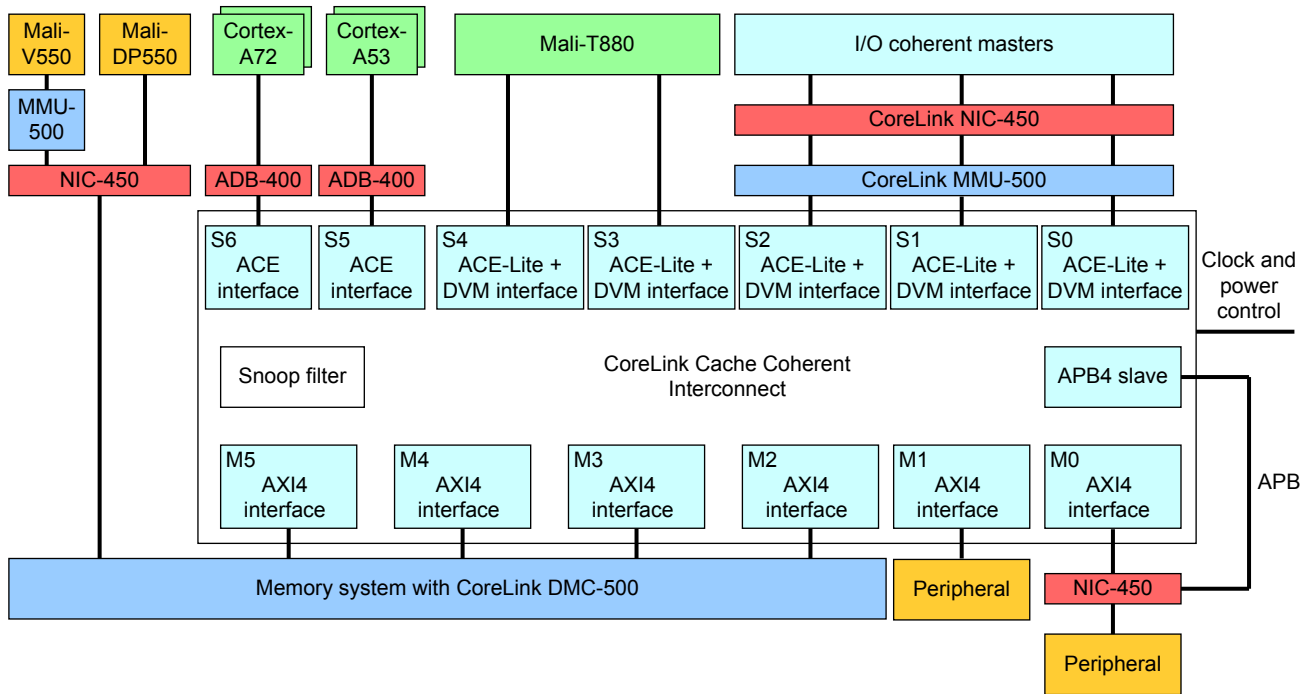 Mali-
V550
Mali-
DP550
Cortex-
A72
Cortex-
A53
Mali-T880
I/O coherent masters
MMU-
500
CoreLink NIC-450
NIC-450
ADB-400
ADB-400
CoreLink MMU-500
S6
ACE
interface
S5
ACE
interface
S4
ACE-Lite +
DVM interface
S3
ACE-Lite +
DVM interface
S2
ACE-Lite +
DVM interface
S1
ACE-Lite +
DVM interface
S0
ACE-Lite +
DVM interface
Clock and
power
control
Snoop filter
CoreLink Cache Coherent
Interconnect
APB4 slave
M5
AXI4
interface
M4
AXI4
interface
M3
AXI4
interface
M2
AXI4
interface
M1
AXI4
interface
M0
AXI4
interface
APB
Memory system with CoreLink DMC-500
Peripheral
NIC-450
Peripheral